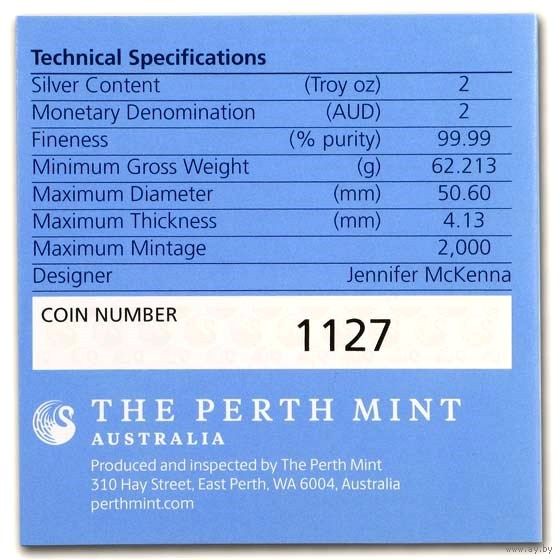 Technical Specifications
Silver Content (Troy oz) 2
Monetary Denomination (AUD) 2
Fineness (% purity) 99.99
Minimum Gross Weight (g) 62.213
Maximum Diameter (mm) 50.60
Maximum Thickness (mm) 4.13
Maximum Mintage 2,000
Designer Jennifer McKenna
COIN NUMBER 1127
THE PERTH MINT
AUSTRALIA
Produced and inspected by The Perth Mint
310 Hay Street, East Perth, WA 6004, Australia
perthmint.com
www.ay.by